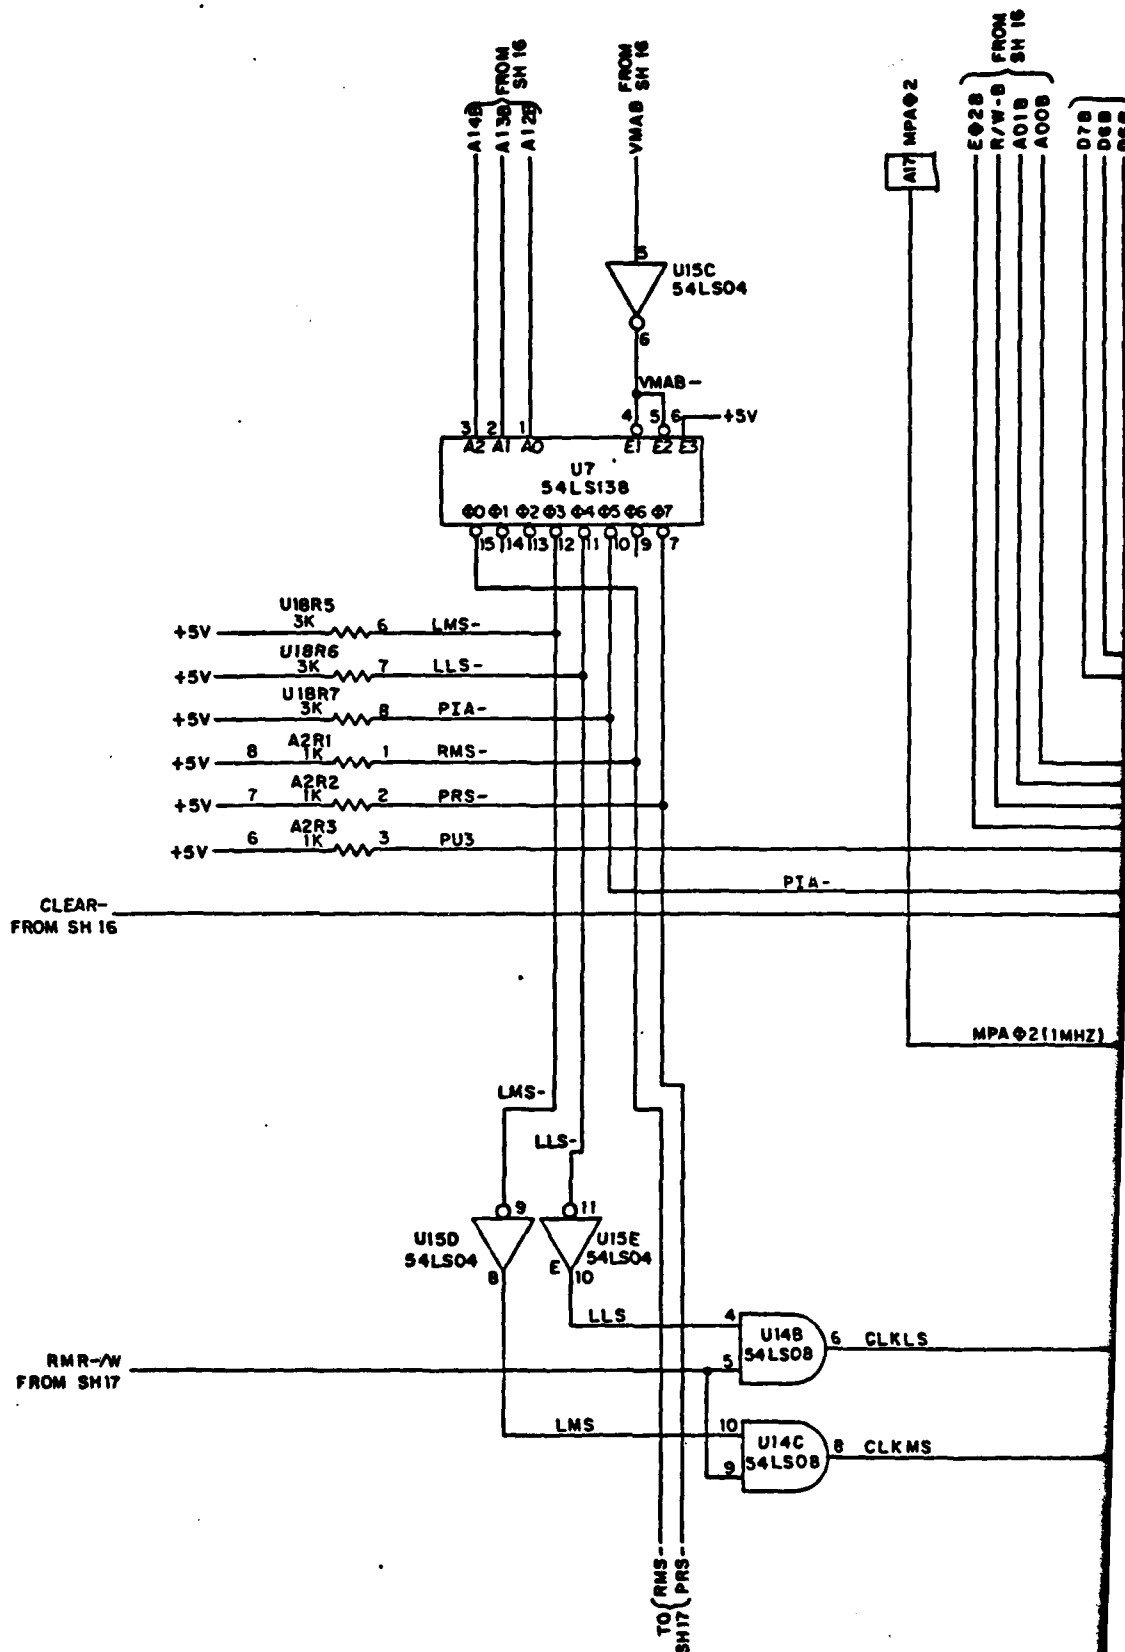 FROM
SH 16
A14B
A13B
A12B
FROM
SH 16
VMAB
A17 MPAΦ2
FROM
SH 16
EΦ2B
R/W-B
A01B
A00B
D7B
D6B
5
U15C
54LS04
6
VMAB-
3 2 1 4 5 6 +5V
A2 A1 A0 E1 E2 E3
U7
54LS138
Φ0 Φ1 Φ2 Φ3 Φ4 Φ5 Φ6 Φ7
15 14 13 12 11 10 9 7
U18R5
+5V 3K 6 LMS-
U18R6
+5V 3K 7 LLS-
U18R7
+5V 3K 8 PIA-
A2R1
+5V 8 1K 1 RMS-
A2R2
+5V 7 1K 2 PRS-
A2R3
+5V 6 1K 3 PU3
PIA-
CLEAR-
FROM SH 16
MPAΦ2(1MHZ)
LMS-
LLS-
9 11
U15D
54LS04
8
U15E
54LS04
E 10
LLS 4
U14B
54LS08
6 CLKLS
5
RMR-/W
FROM SH17
LMS 10
U14C
54LS08
8 CLKMS
9
TO
SH17
RMS-
PRS-